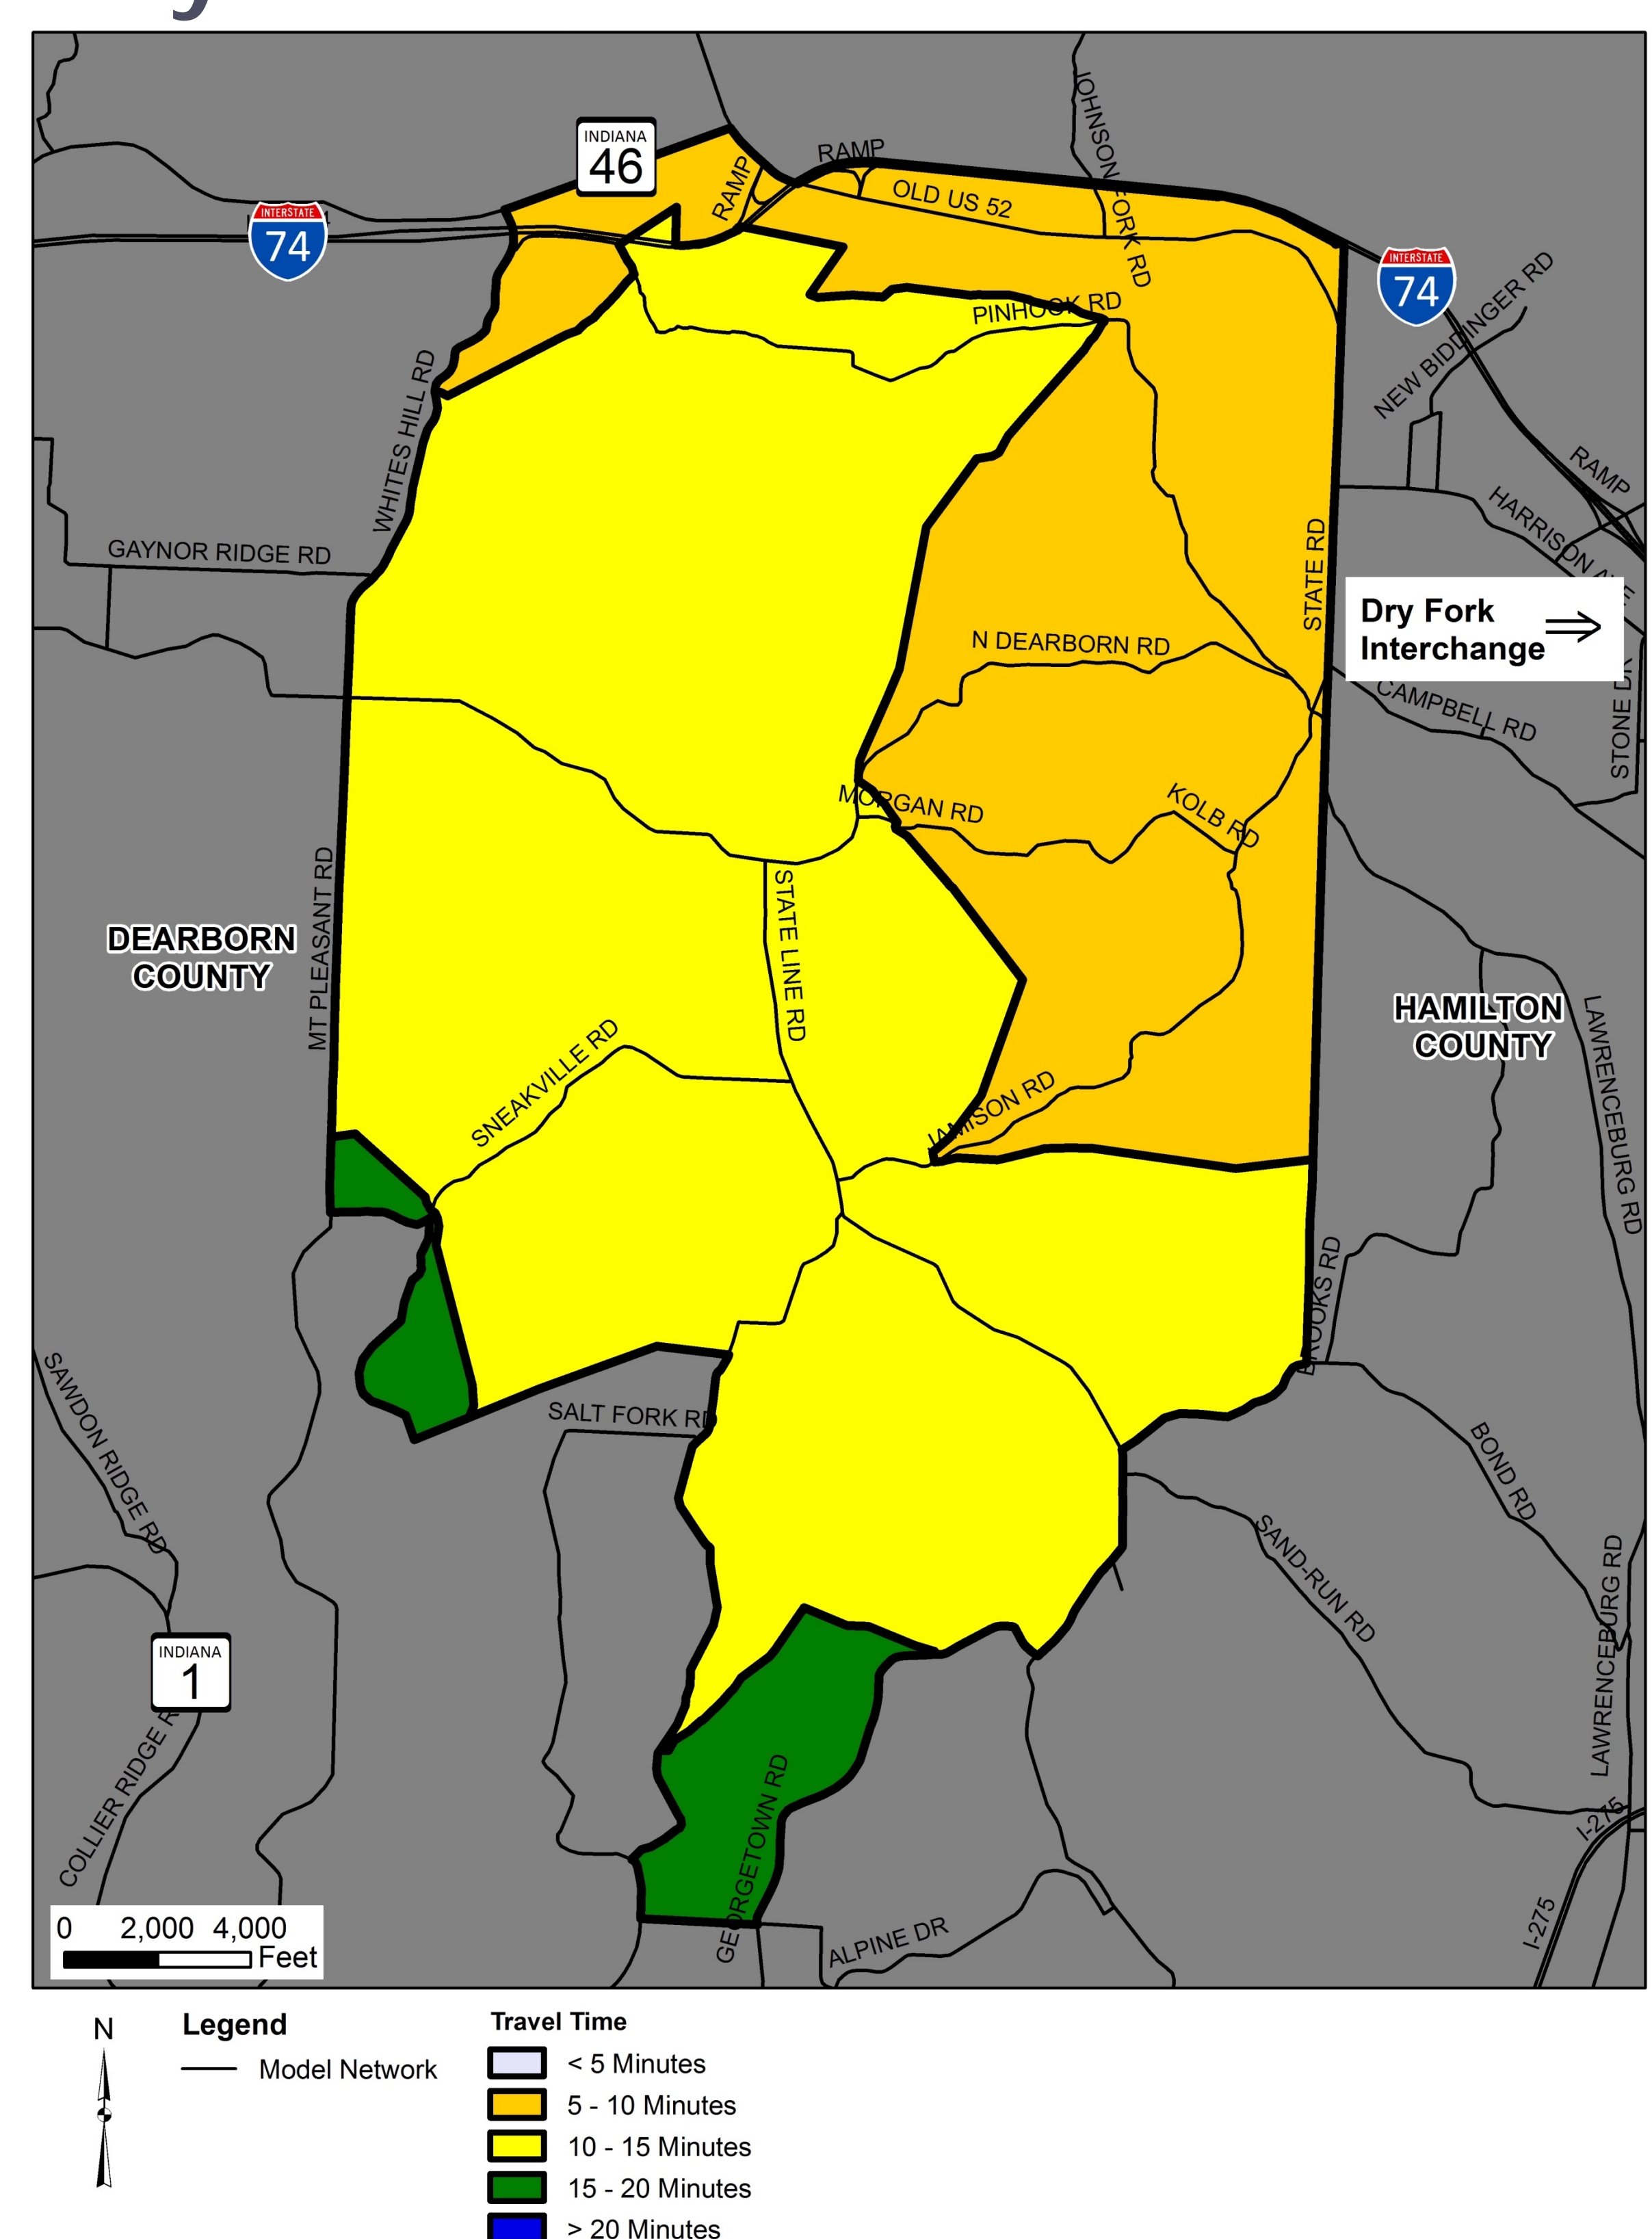 INDIANA
46
RAMP
RAMP
JOHNSON FORK RD
OLD US 52
INTERSTATE
74
INTERSTATE
74
NEW BIDDINGER RD
PINHOOK RD
WHITES HILL RD
RAMP
HARRISON AVE
GAYNOR RIDGE RD
STATE RD
Dry Fork
Interchange
N DEARBORN RD
CAMPBELL RD
STONE DR
MORGAN RD
KOLB RD
STATE LINE RD
MT PLEASANT RD
DEARBORN
COUNTY
HAMILTON
COUNTY
LAWRENCEBURG RD
SNEAKVILLE RD
JAMISON RD
BROOKS RD
SAWDON RIDGE RD
SALT FORK RD
BOND RD
SAND-RUN RD
LAWRENCEBURG RD
INDIANA
1
COLLIER RIDGE R
GEORGETOWN RD
I-275
I-275
ALPINE DR
0 2,000 4,000
Feet
N
Legend
Model Network
Travel Time
< 5 Minutes
5 - 10 Minutes
10 - 15 Minutes
15 - 20 Minutes
> 20 Minutes